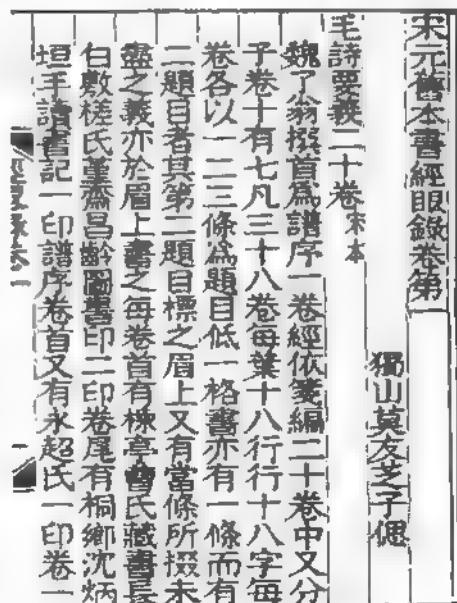 宋元舊本書經眼錄卷第一
獨山莫友芝子偲
毛詩要義二十卷宋本
魏了翁撰首爲譜序一卷經依箋編二十卷中又分
子卷十有七凡三十八卷每葉十八行行十八字每
卷各以一二三條爲題目低一格書亦有一條而有
二題目者其第二題目標之眉上又有當條所掇未
盡之義亦於眉上書之每卷首有楝亭曹氏藏書長
白敷槎氏堇齋昌齡圖書印二印卷尾有桐鄉沈炳
垣手讀書記一印譜序卷首又有永超氏一印卷一